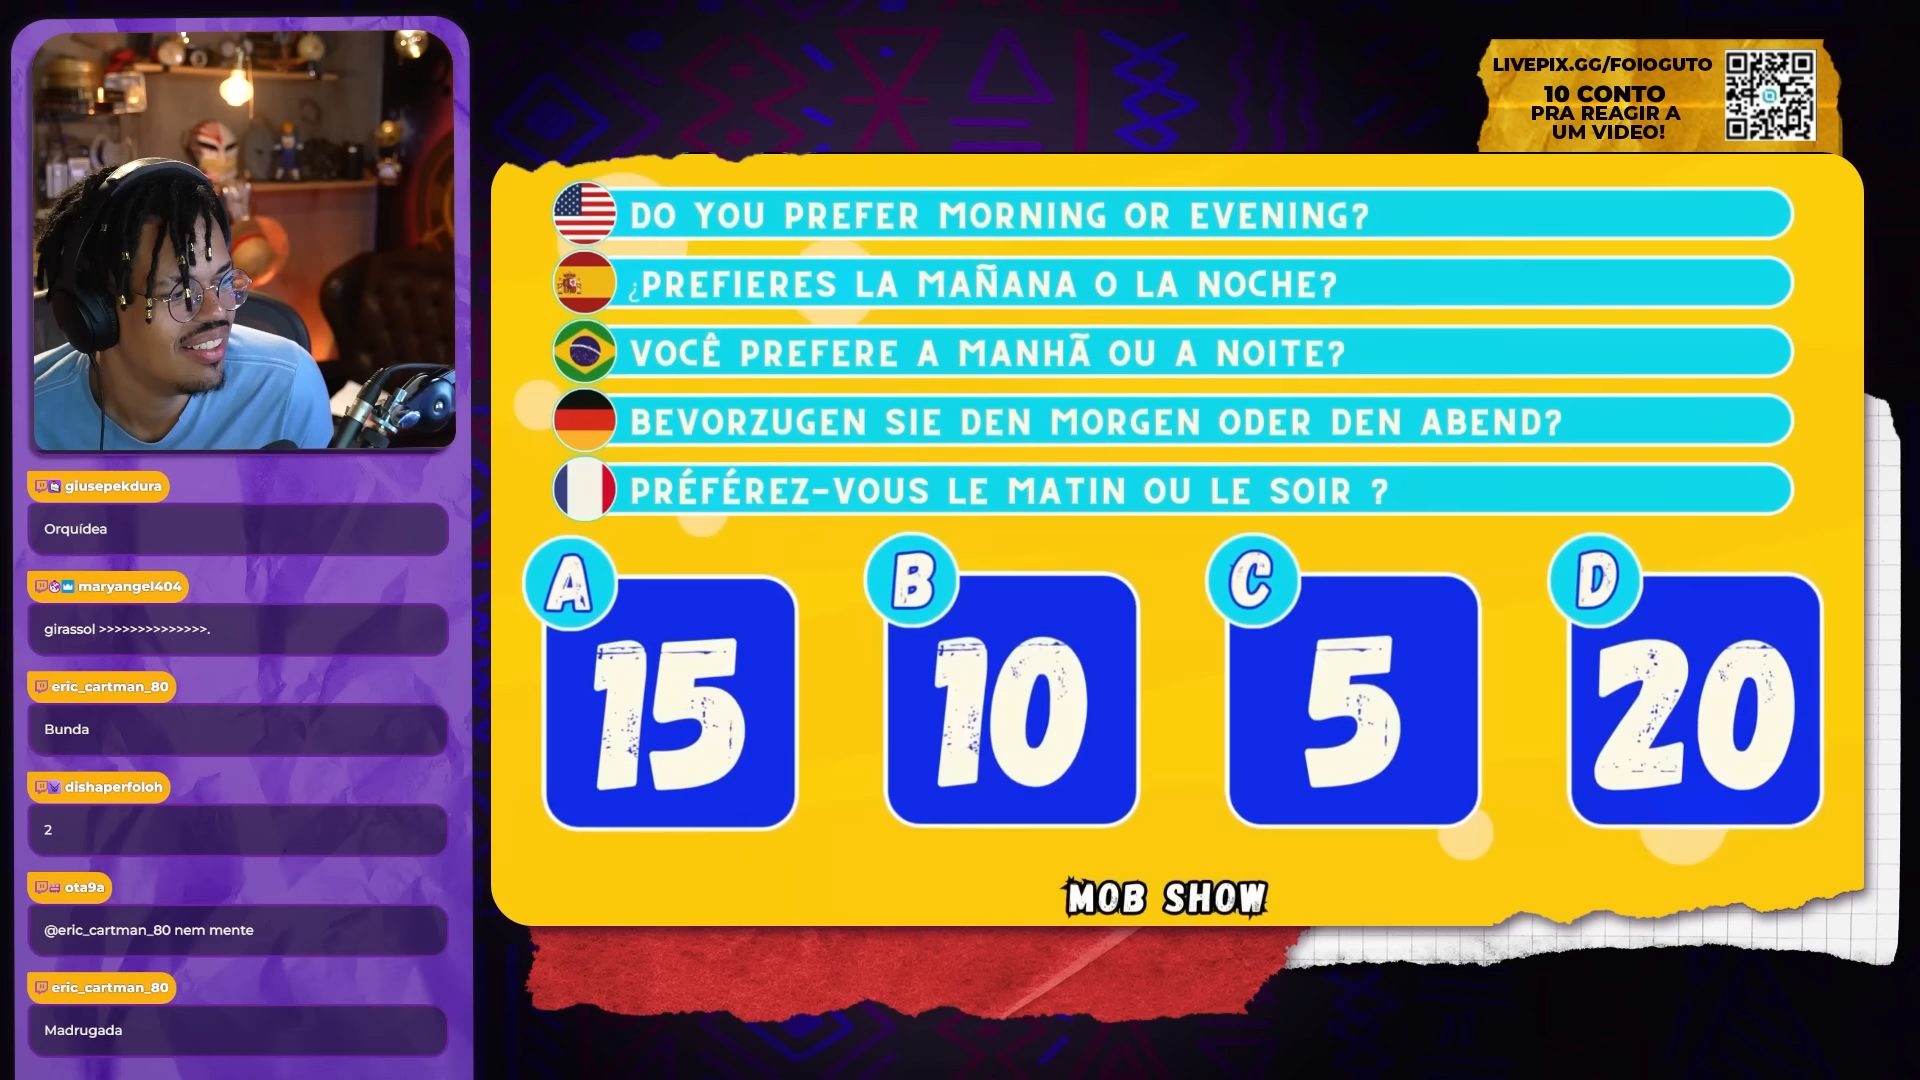 LIVEPIX.GG/FOIOGUTO
10 CONTO
PRA REAGIR A
UM VIDEO!
DO YOU PREFER MORNING OR EVENING?
¿PREFIERES LA MAÑANA O LA NOCHE?
VOCÊ PREFERE A MANHÃ OU A NOITE?
BEVORZUGEN SIE DEN MORGEN ODER DEN ABEND?
PRÉFÉREZ-VOUS LE MATIN OU LE SOIR ?
A
15
B
10
C
5
D
20
MOB SHOW
giusepekdura
Orquídea
maryangel404
girassol >>>>>>>>>>>>>>.
eric_cartman_80
Bunda
dishaperfoloh
2
ota9a
@eric_cartman_80 nem mente
eric_cartman_80
Madrugada